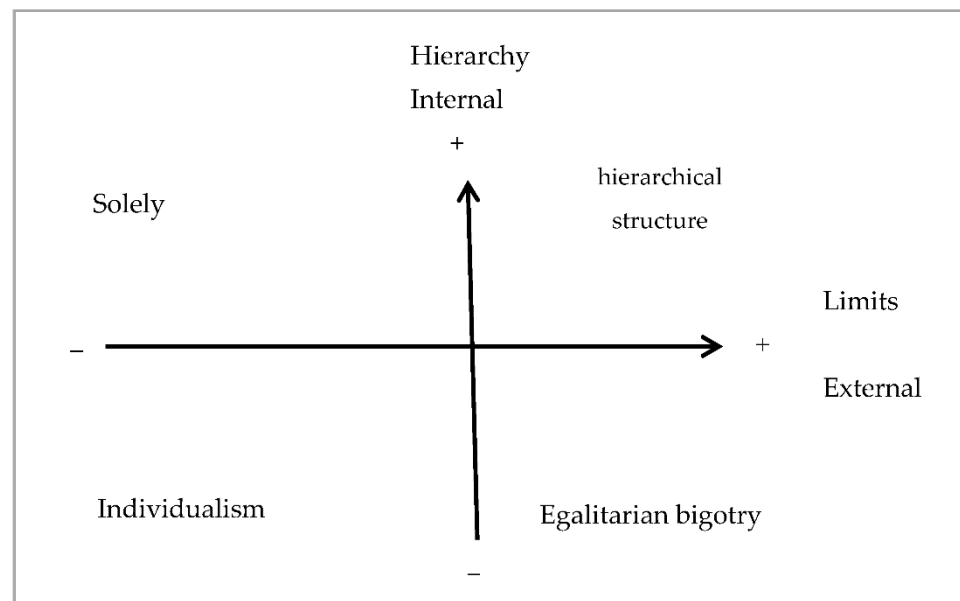 Hierarchy
Internal
+
hierarchical
structure
Solely
Limits
–
+
External
Individualism
Egalitarian bigotry
–